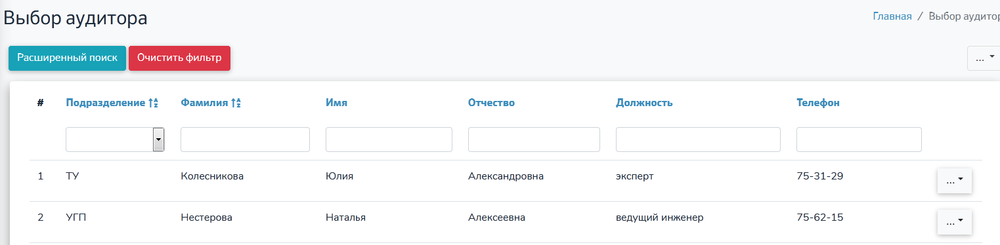 Выбор аудитора
Главная / Выбор аудитор
Расширенный поиск Очистить фильтр ...
# Подразделение Фамилия Имя Отчество Должность Телефон
1 ТУ Колесникова Юлия Александровна эксперт 75-31-29 ...
2 УГП Нестерова Наталья Алексеевна ведущий инженер 75-62-15 ...